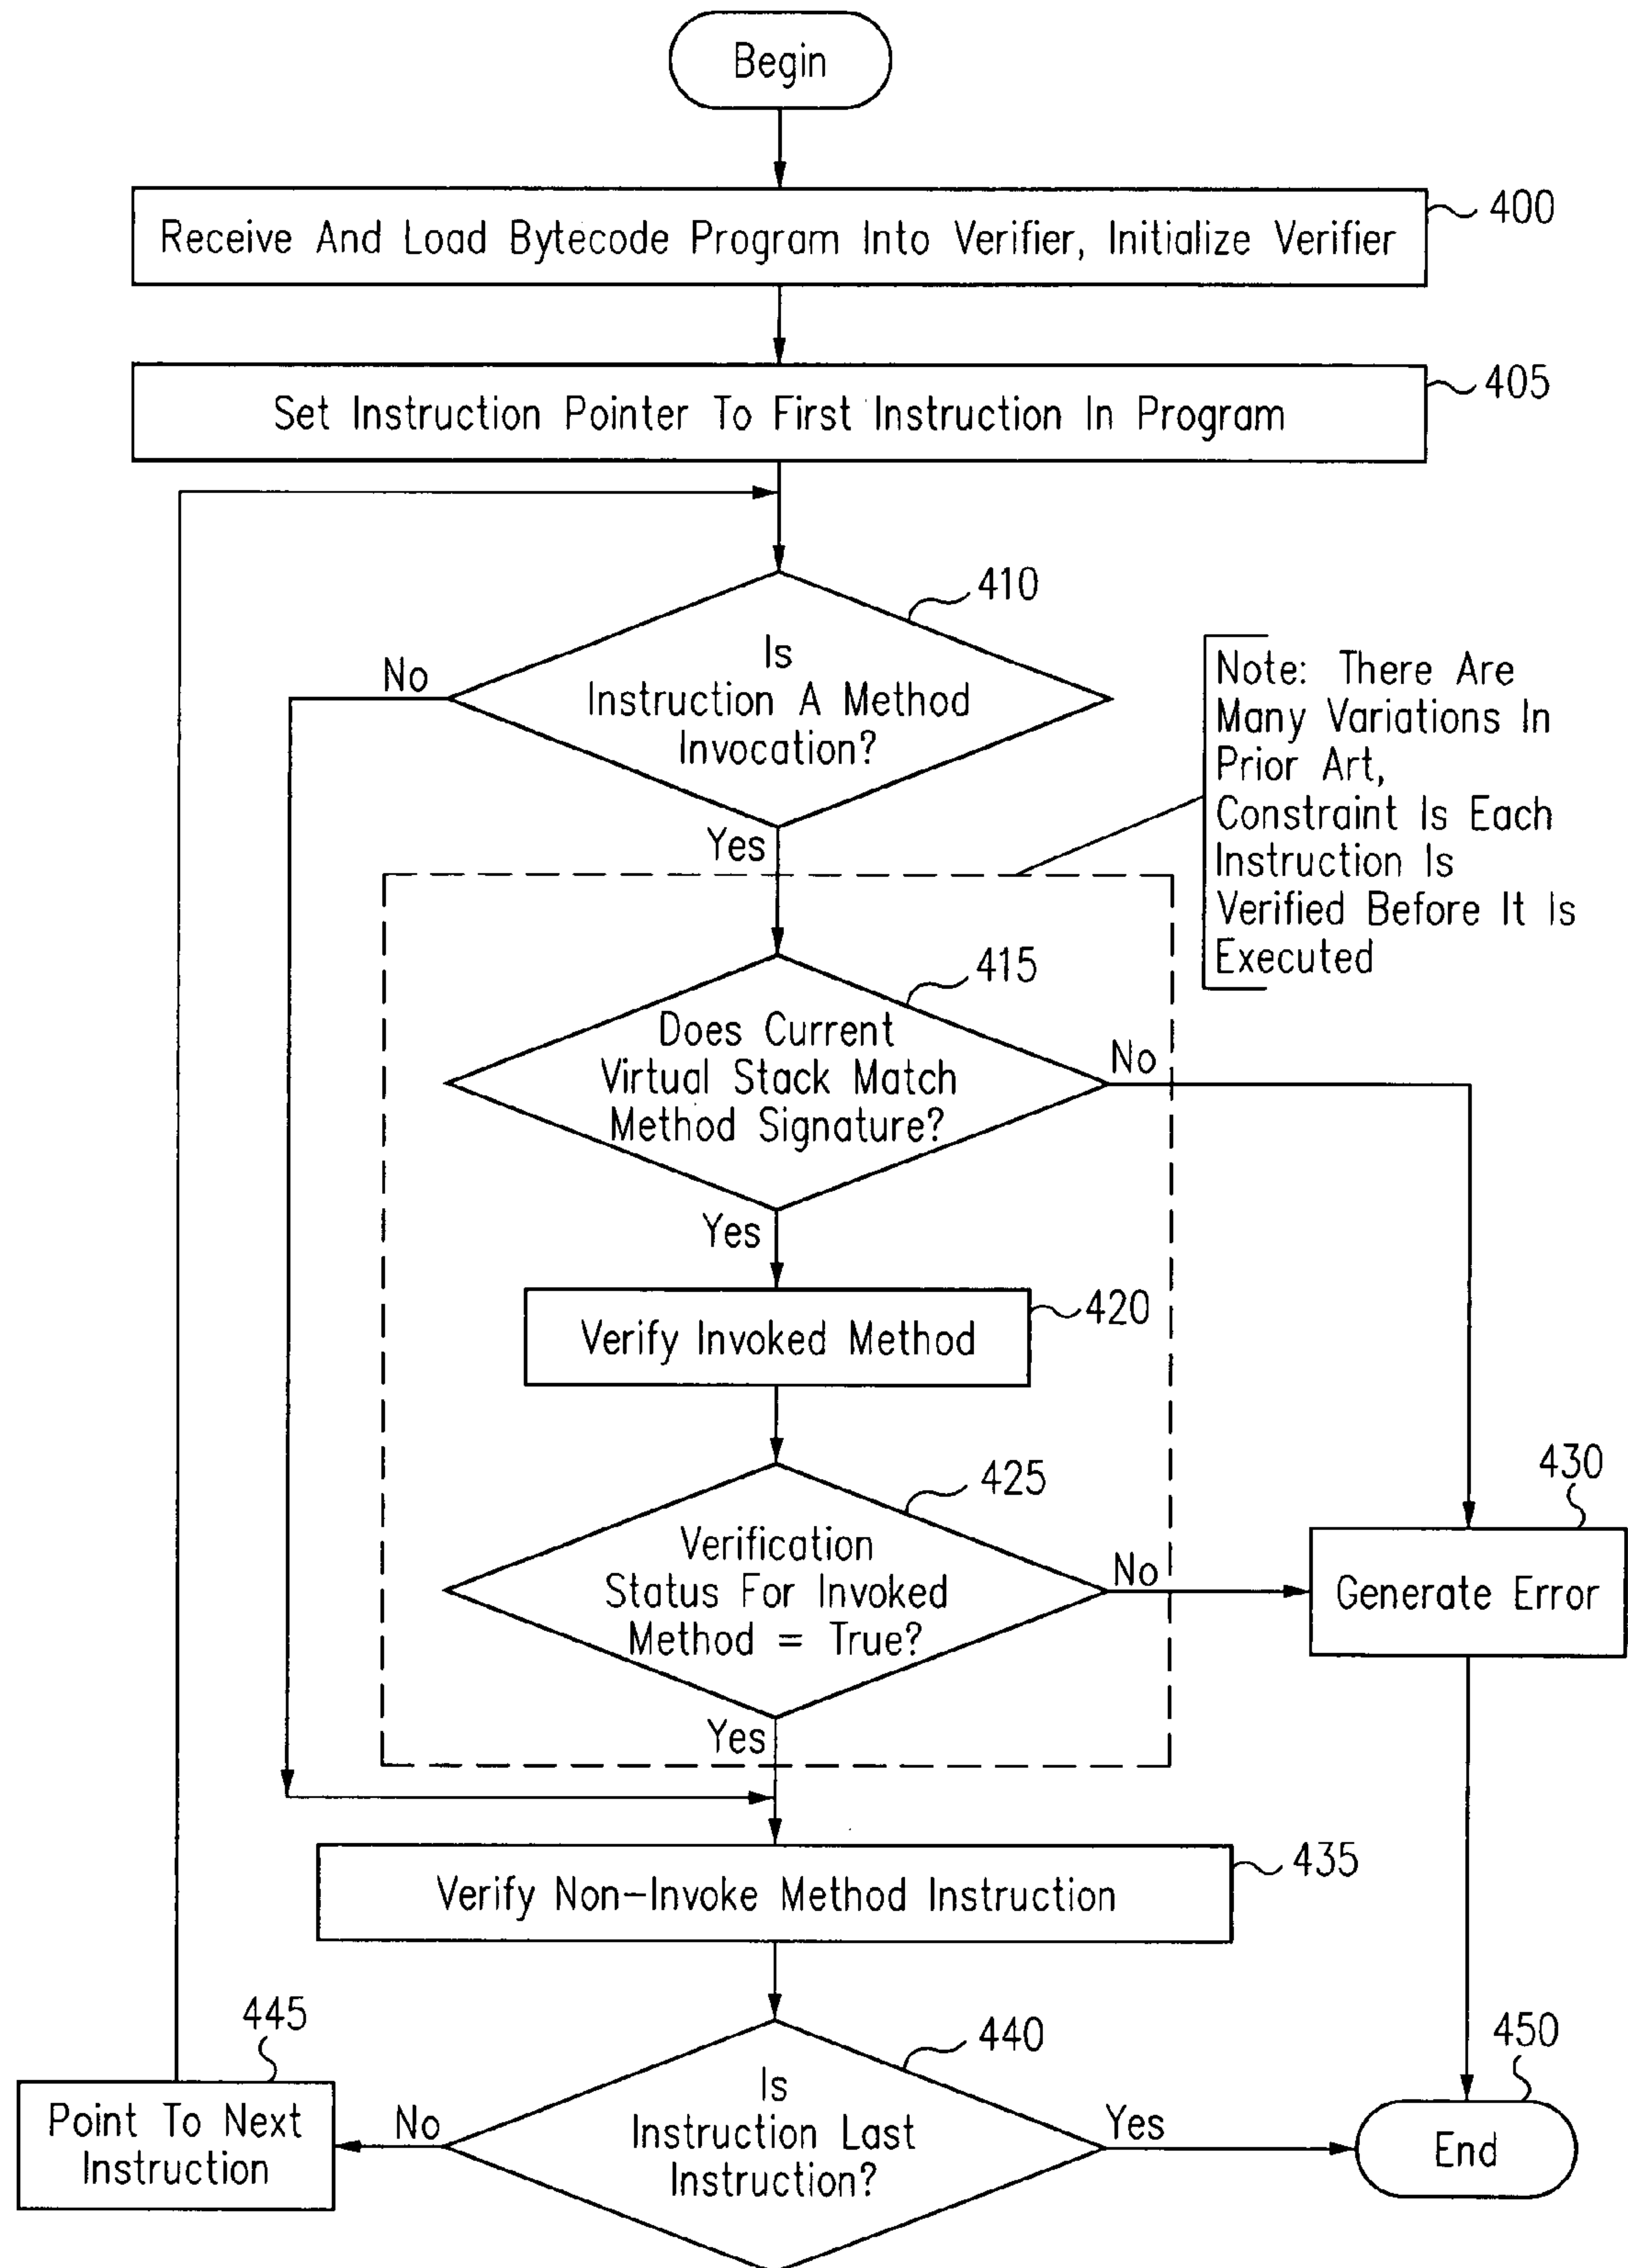 Begin
Receive And Load Bytecode Program Into Verifier, Initialize Verifier
400
Set Instruction Pointer To First Instruction In Program
405
410
Is
Instruction A Method
Invocation?
No
Yes
Note: There Are
Many Variations In
Prior Art,
Constraint Is Each
Instruction Is
Verified Before It Is
Executed
415
Does Current
Virtual Stack Match
Method Signature?
No
Yes
420
Verify Invoked Method
425
Verification
Status For Invoked
Method = True?
No
Yes
430
Generate Error
435
Verify Non-Invoke Method Instruction
440
Is
Instruction Last
Instruction?
No
Yes
445
Point To Next
Instruction
450
End